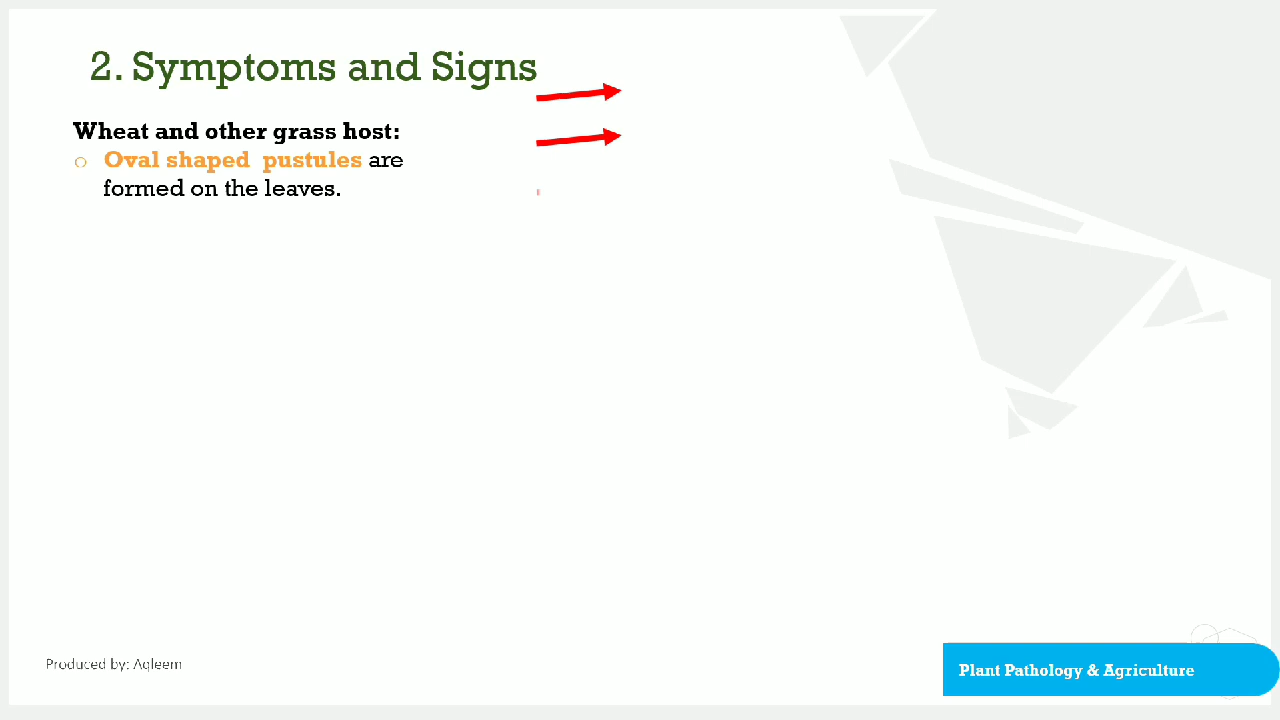 2. Symptoms and Signs
Wheat and other grass host:
Oval shaped pustules are
formed on the leaves.
Produced by: Aqleem
Plant Pathology & Agriculture